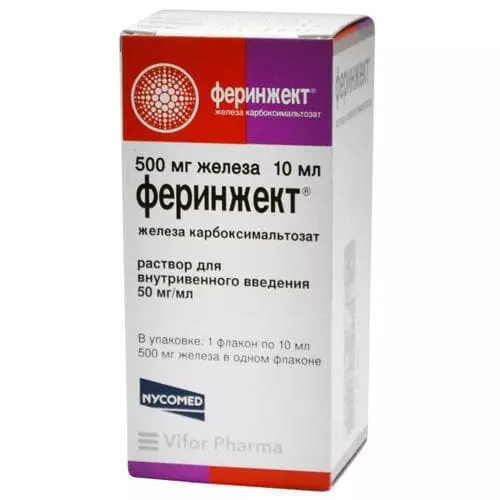 феринжект®
железа карбоксимальтозат
500 мг железа 10 мл
феринжект®
железа карбоксимальтозат
раствор для
внутривенного введения
50 мг/мл
В упаковке: 1 флакон по 10 мл
500 мг железа в одном флаконе
NYCOMED
Vifor Pharma